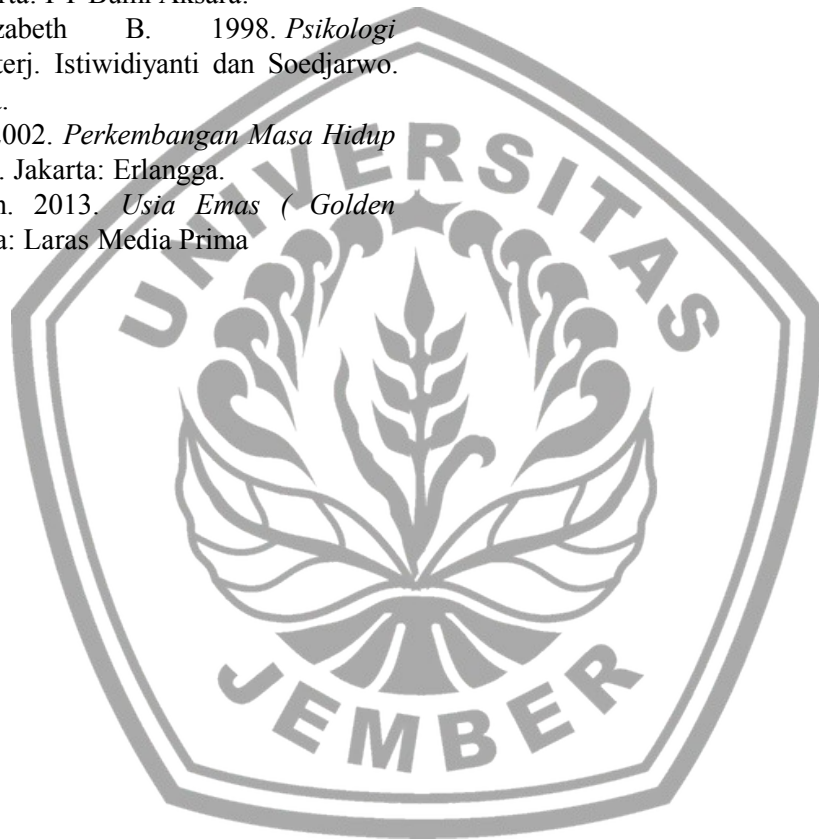 PT Bumi Aksara.
zabeth B. 1998. Psikologi
terj. Istiwidiyanti dan Soedjarwo.
002. Perkembangan Masa Hidup
. Jakarta: Erlangga.
n. 2013. Usia Emas ( Golden
a: Laras Media Prima
UNIVERSITAS
JEMBER